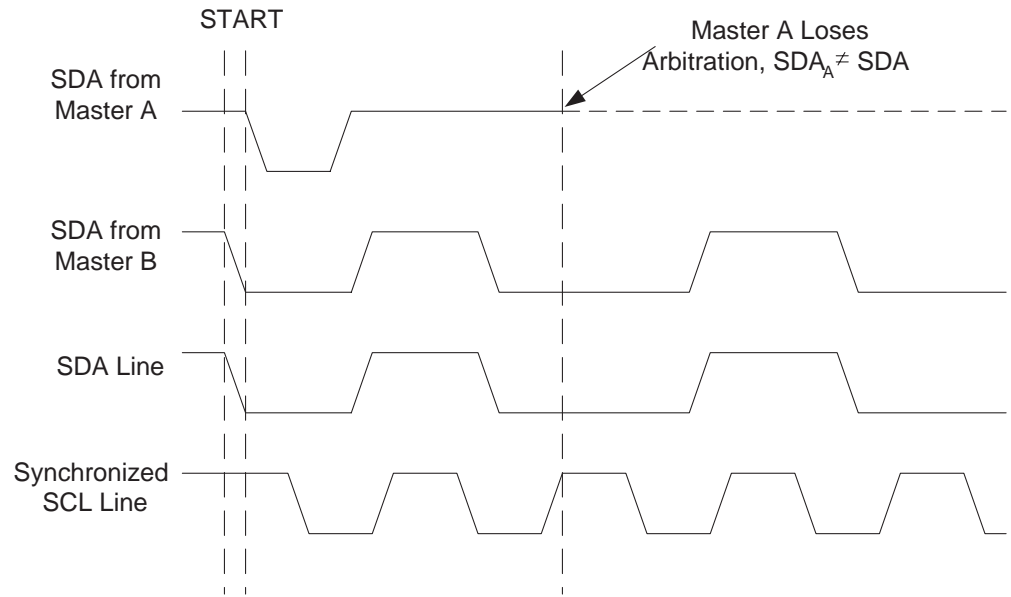 START
Master A Loses
Arbitration, SDA_A ≠ SDA
SDA from
Master A
SDA from
Master B
SDA Line
Synchronized
SCL Line